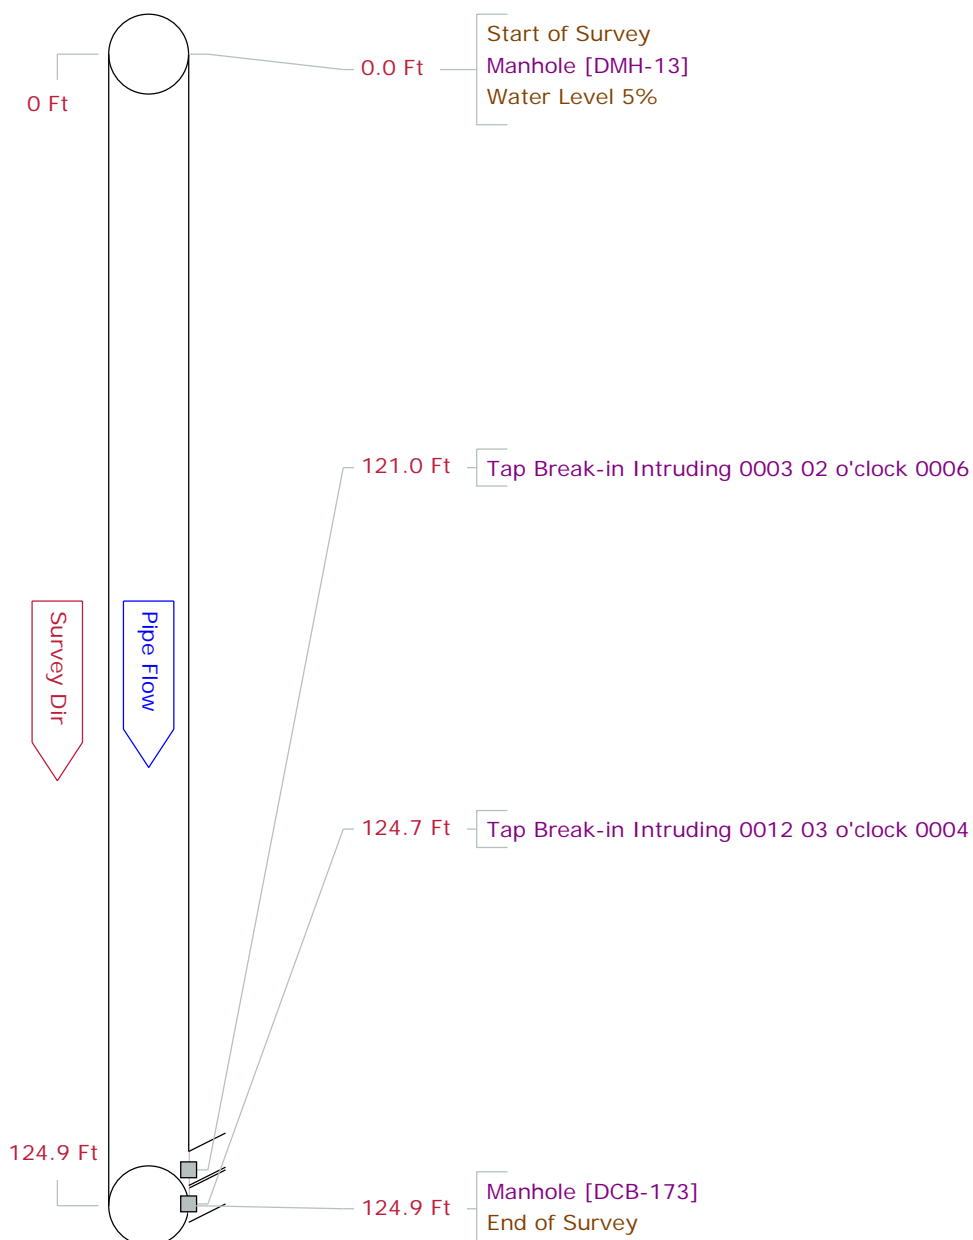 Start of Survey
0.0 Ft
Manhole [DMH-13]
Water Level 5%
0 Ft
121.0 Ft
Tap Break-in Intruding 0003 02 o'clock 0006
Survey Dir
Pipe Flow
124.7 Ft
Tap Break-in Intruding 0012 03 o'clock 0004
124.9 Ft
124.9 Ft
Manhole [DCB-173]
End of Survey